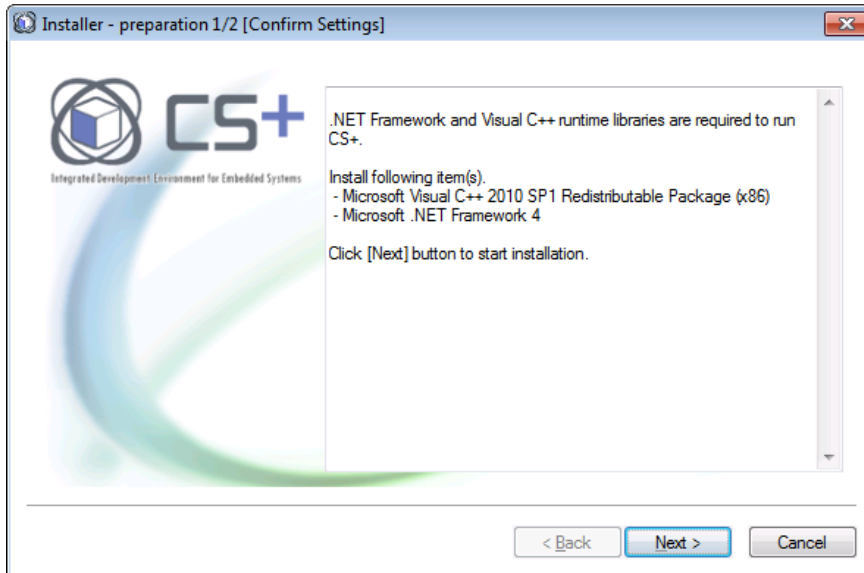 Installer - preparation 1/2 [Confirm Settings]
CS+
Integrated Development Environment for Embedded Systems
.NET Framework and Visual C++ runtime libraries are required to run
CS+.
Install following item(s).
- Microsoft Visual C++ 2010 SP1 Redistributable Package (x86)
- Microsoft .NET Framework 4
Click [Next] button to start installation.
< Back
Next >
Cancel